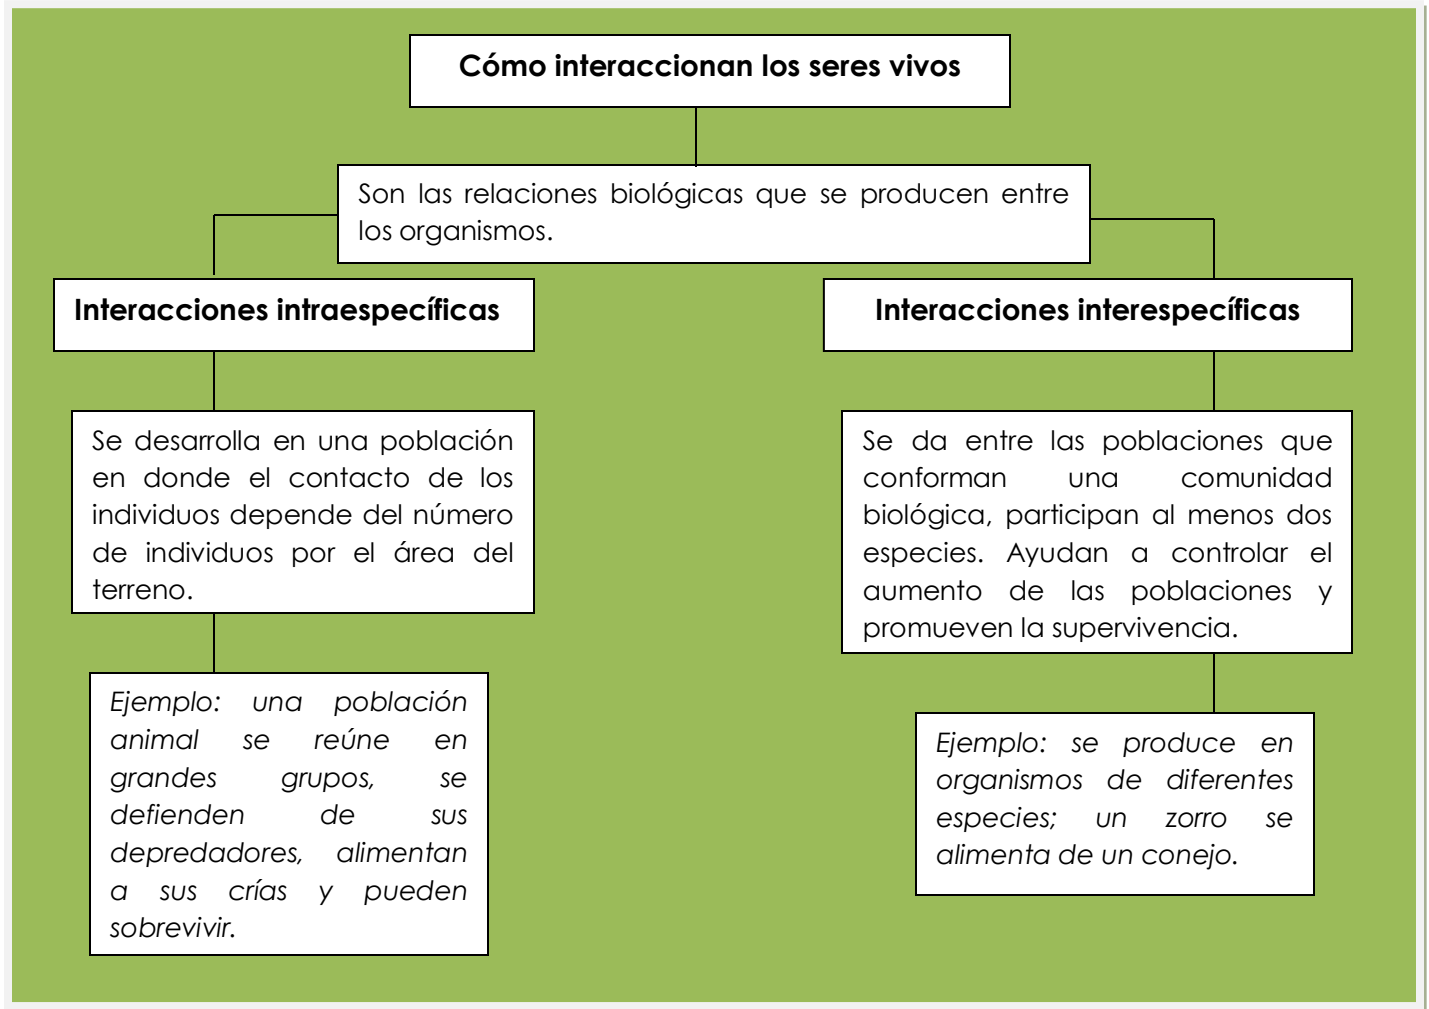 Cómo interaccionan los seres vivos
Son las relaciones biológicas que se producen entre
los organismos.
Interacciones intraespecíficas
Se desarrolla en una población
en donde el contacto de los
individuos depende del número
de individuos por el área del
terreno.
Ejemplo: una población
animal se reúne en
grandes grupos, se
defienden de sus
depredadores, alimentan
a sus crías y pueden
sobrevivir.
Interacciones interespecíficas
Se da entre las poblaciones que
conforman una comunidad
biológica, participan al menos dos
especies. Ayudan a controlar el
aumento de las poblaciones y
promueven la supervivencia.
Ejemplo: se produce en
organismos de diferentes
especies; un zorro se
alimenta de un conejo.